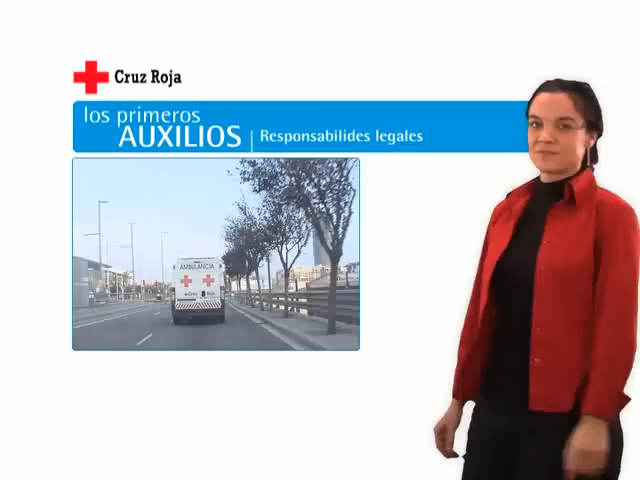 Cruz Roja
los primeros
AUXILIOS | Responsabilides legales
AMBULANCIA